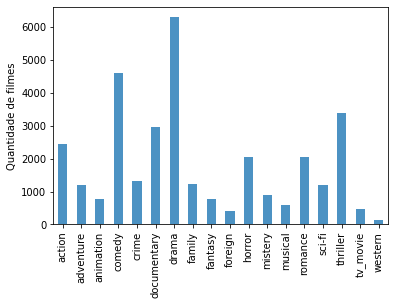 Quantidade de filmes
6000
5000
4000
3000
2000
1000
0
action
adventure
animation
comedy
crime
documentary
drama
family
fantasy
foreign
horror
mistery
musical
romance
sci-fi
thriller
tv_movie
western